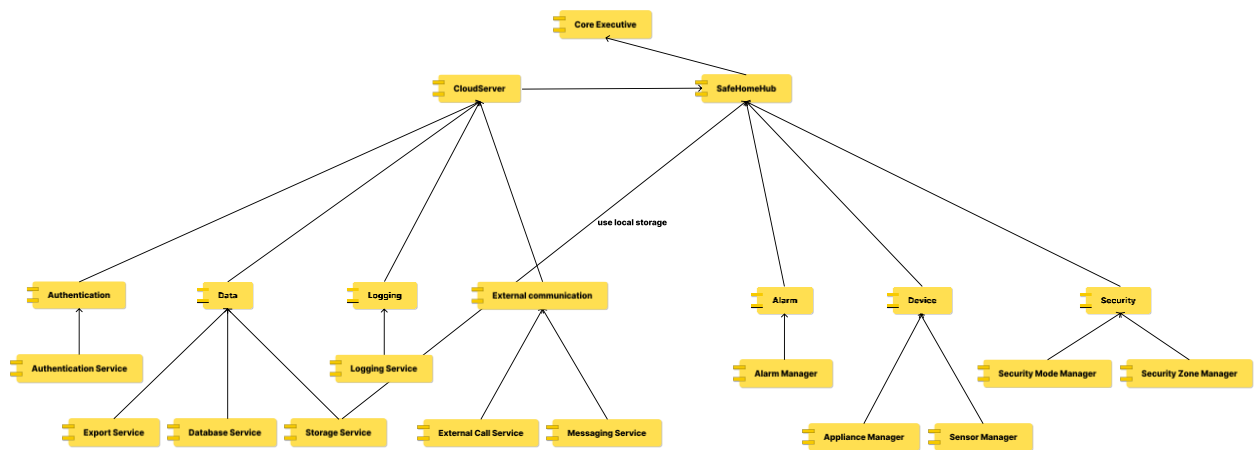 Core Executive
CloudServer
SafeHomeHub
use local storage
Authentication
Data
Logging
External communication
Alarm
Device
Security
Authentication Service
Logging Service
Alarm Manager
Security Mode Manager
Security Zone Manager
Export Service
Database Service
Storage Service
External Call Service
Messaging Service
Appliance Manager
Sensor Manager